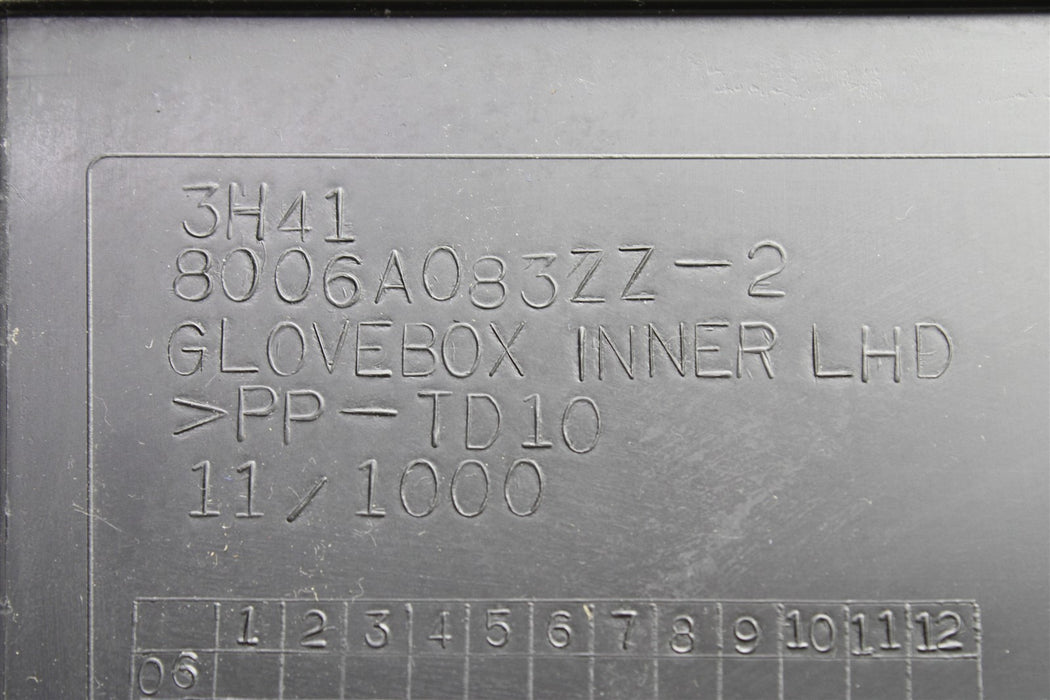 3H41
8006A083ZZ-2
GLOVEBOX INNER LHD
>PP-TD10
11/1000
1 2 3 4 5 6 7 8 9 10 11 12
06